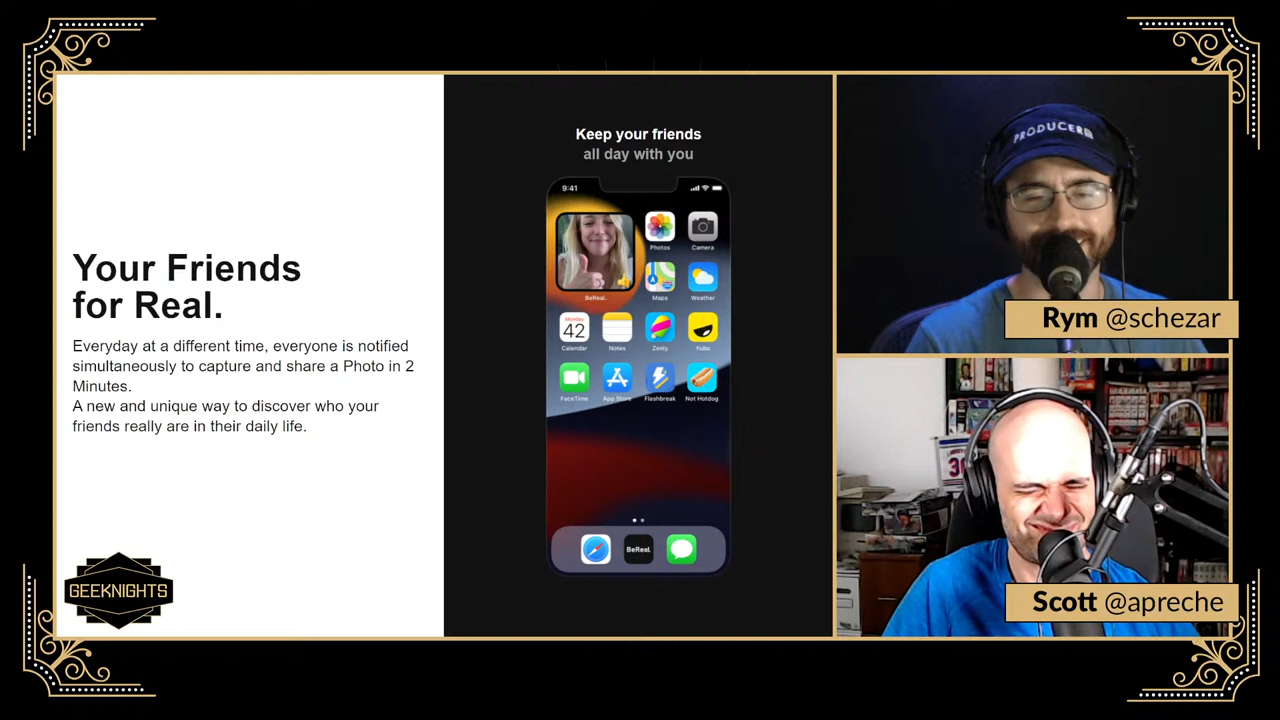 Your Friends
for Real.
Everyday at a different time, everyone is notified
simultaneously to capture and share a Photo in 2
Minutes.
A new and unique way to discover who your
friends really are in their daily life.
GEEKNIGHTS
Keep your friends
all day with you
9:41
BeReal.
Photos
Camera
Maps
Weather
Monday
42
Calendar
Notes
Zenly
Yubo
FaceTime
App Store
Flashbreak
Not Hotdog
BeReal.
PRODUCER
Rym @schezar
30
Scott @apreche